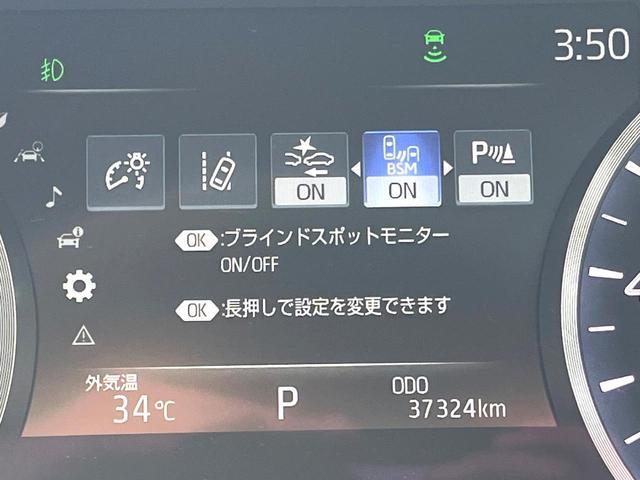 3:50
ON
BSM
ON
P
ON
OK :ブラインドスポットモニター
ON/OFF
OK :長押しで設定を変更できます
外気温
34℃
P
ODO
37324km